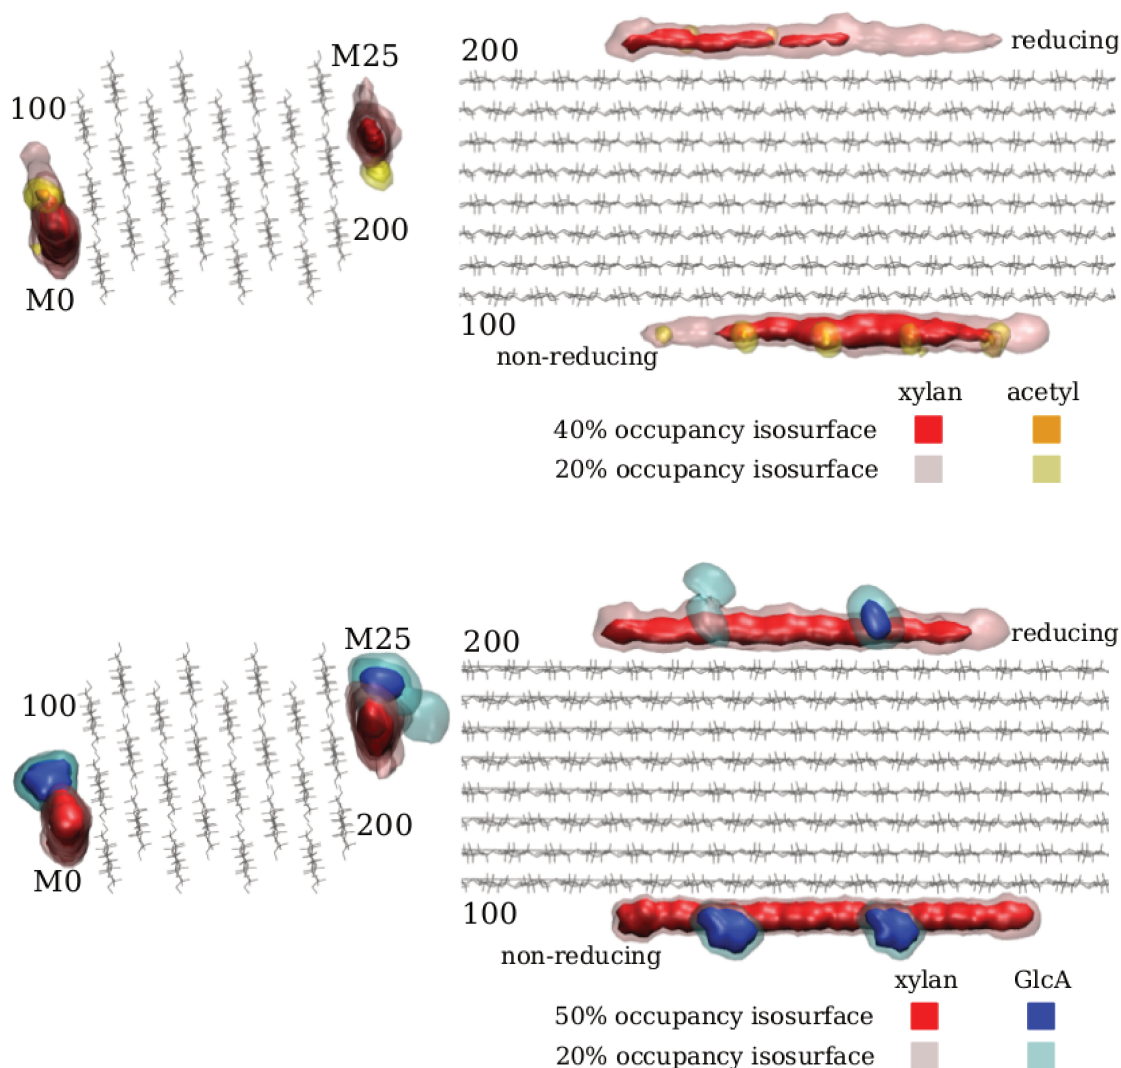 M25
200
reducing
100
200
M0
100
non-reducing
xylan acetyl
40% occupancy isosurface
20% occupancy isosurface
M25
200
reducing
100
200
M0
100
non-reducing
xylan GlcA
50% occupancy isosurface
20% occupancy isosurface